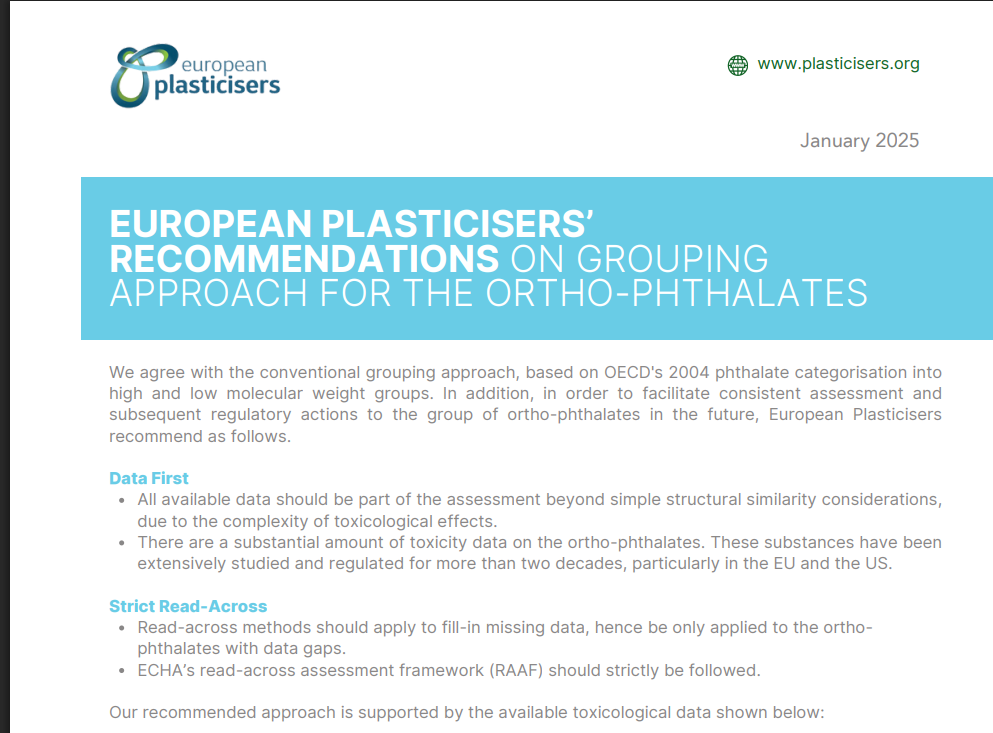 european
plasticisers
www.plasticisers.org
January 2025
EUROPEAN PLASTICISERS’
RECOMMENDATIONS ON GROUPING
APPROACH FOR THE ORTHO-PHTHALATES
We agree with the conventional grouping approach, based on OECD's 2004 phthalate categorisation into
high and low molecular weight groups. In addition, in order to facilitate consistent assessment and
subsequent regulatory actions to the group of ortho-phthalates in the future, European Plasticisers
recommend as follows.
Data First
• All available data should be part of the assessment beyond simple structural similarity considerations,
due to the complexity of toxicological effects.
• There are a substantial amount of toxicity data on the ortho-phthalates. These substances have been
extensively studied and regulated for more than two decades, particularly in the EU and the US.
Strict Read-Across
• Read-across methods should apply to fill-in missing data, hence be only applied to the ortho-
phthalates with data gaps.
• ECHA’s read-across assessment framework (RAAF) should strictly be followed.
Our recommended approach is supported by the available toxicological data shown below: